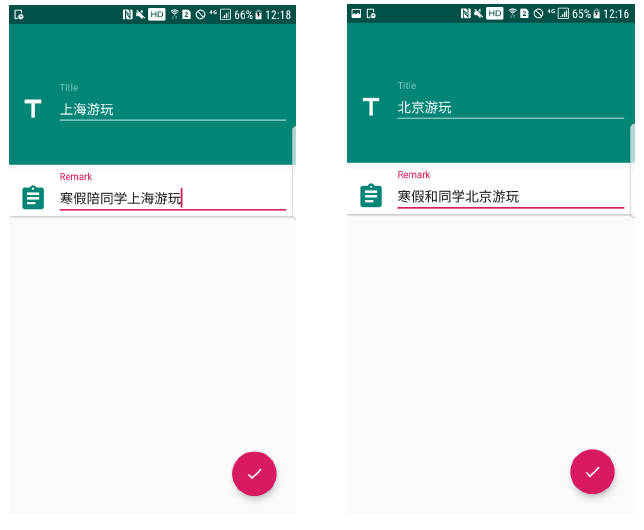 HD 2 4G 66% 12:18
Title
上海游玩
Remark
寒假陪同学上海游玩
HD 2 4G 65% 12:16
Title
北京游玩
Remark
寒假和同学北京游玩